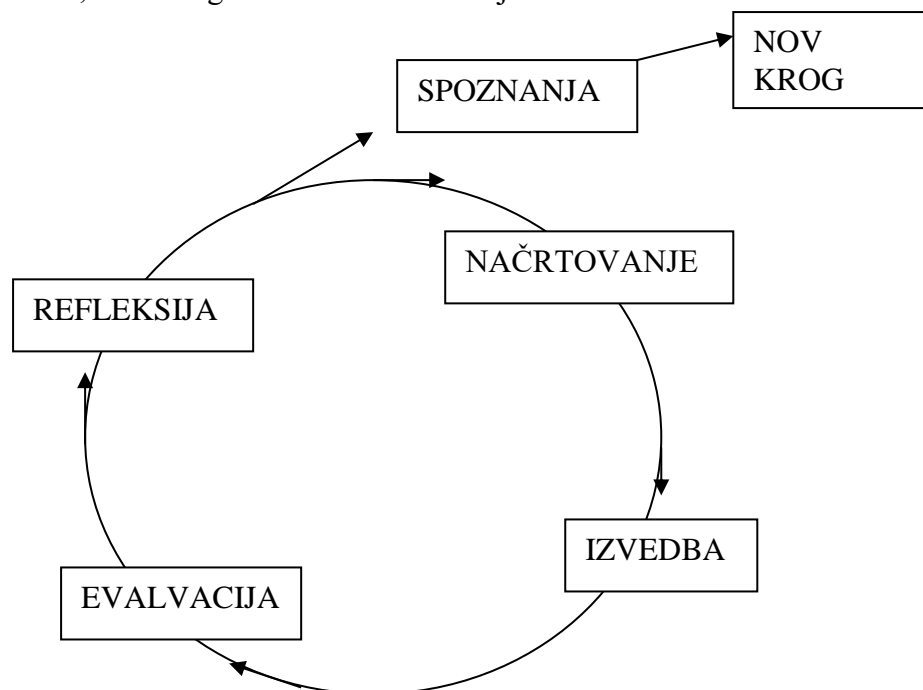 NOV
KROG
SPOZNANJA
NAČRTOVANJE
REFLEKSIJA
IZVEDBA
EVALVACIJA